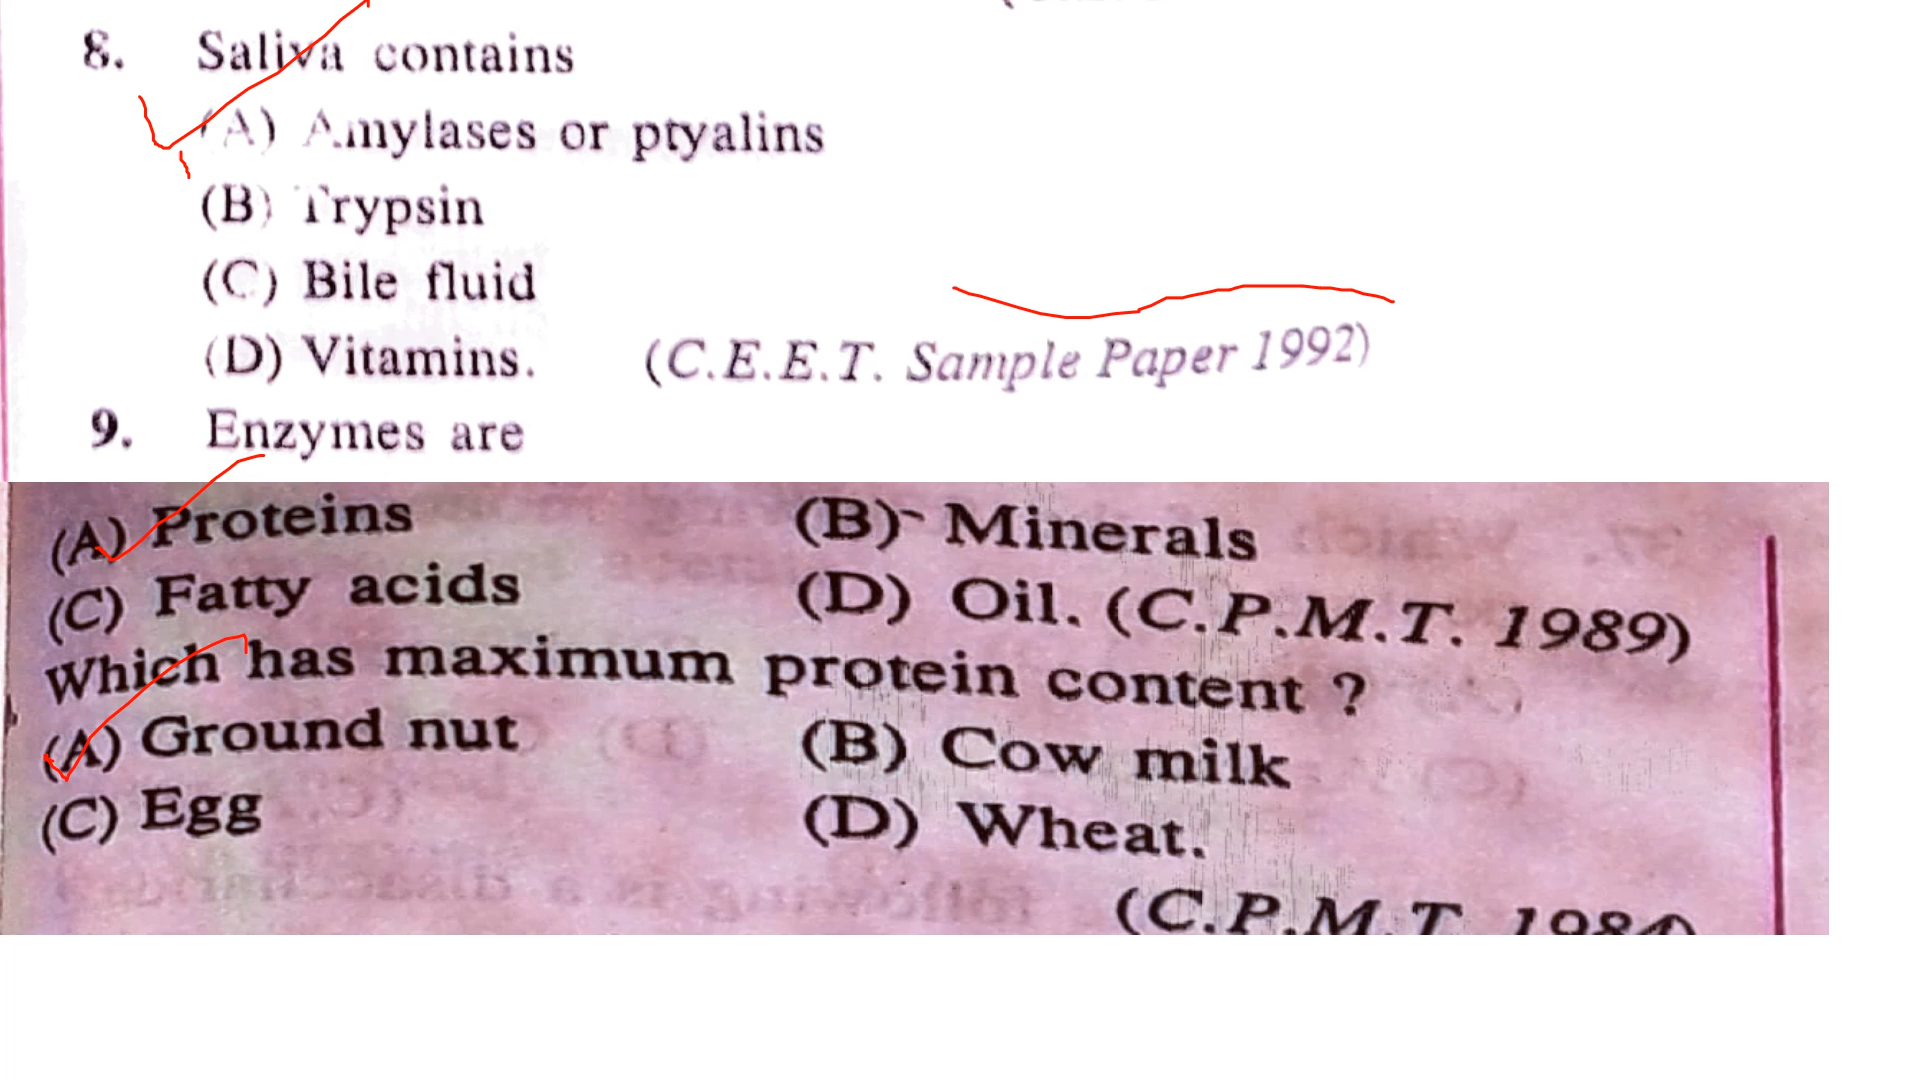 8. Saliva contains
(A) Amylases or ptyalins
(B) Trypsin
(C) Bile fluid
(D) Vitamins. (C.E.E.T. Sample Paper 1992)
9. Enzymes are
(A) Proteins (B) Minerals
(C) Fatty acids (D) Oil. (C.P.M.T. 1989)
Which has maximum protein content ?
(A) Ground nut (B) Cow milk
(C) Egg (D) Wheat.
(C.P.M.T.